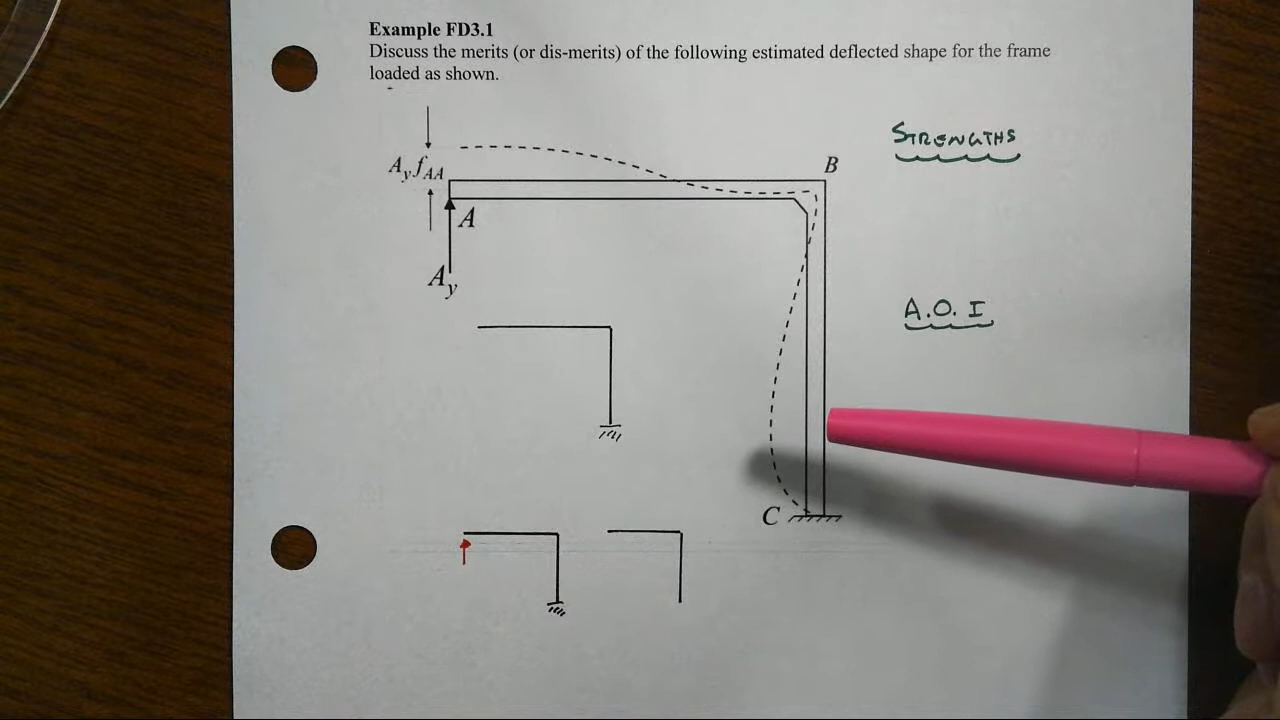 Example FD3.1
Discuss the merits (or dis-merits) of the following estimated deflected shape for the frame
loaded as shown.
STRENGTHS
B
AyfAA
A
Ay
A.O.I
C